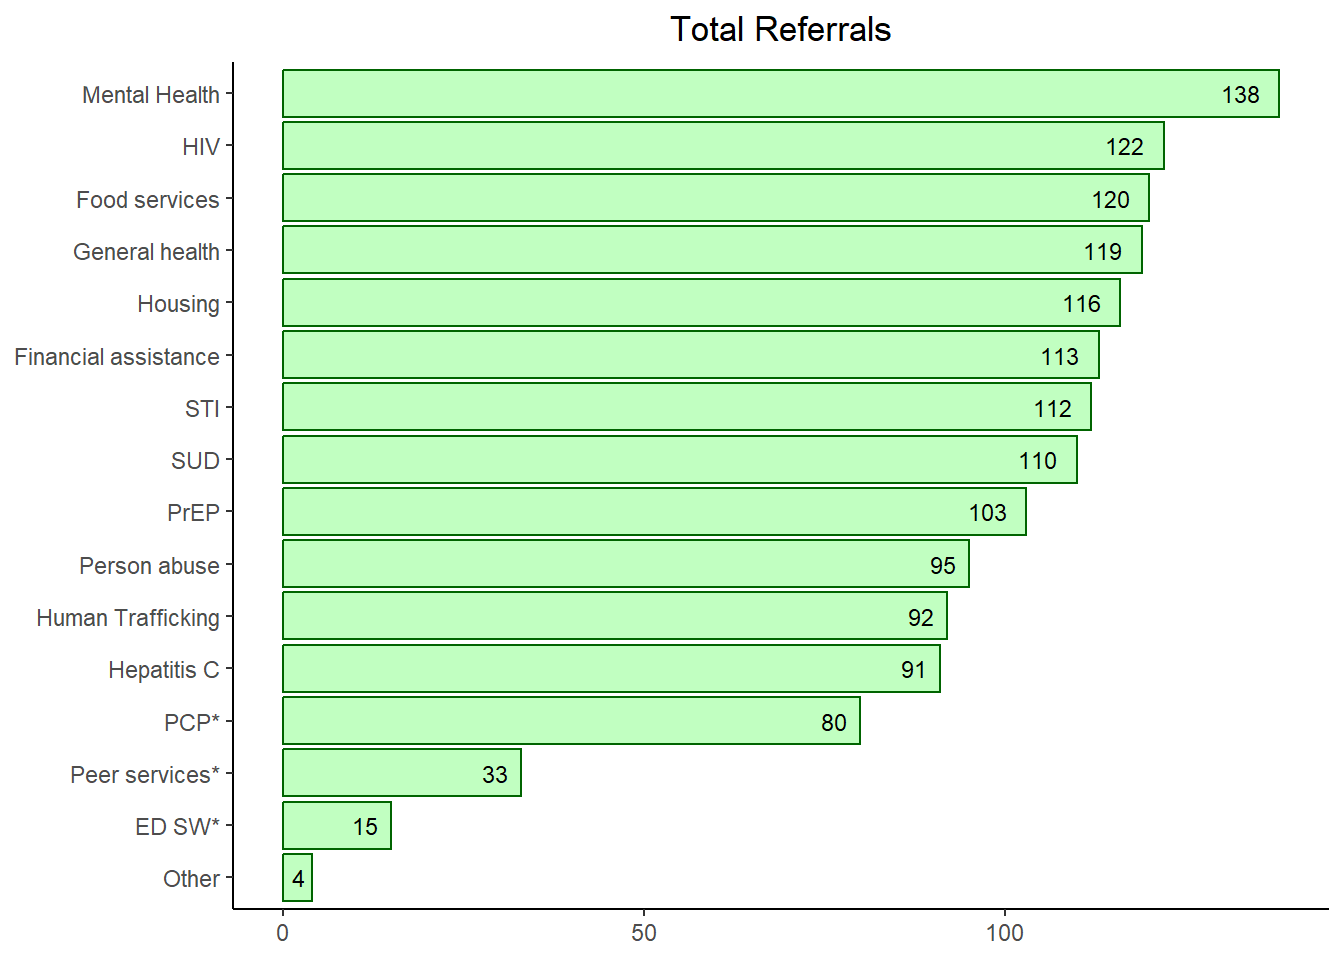 Total Referrals
Mental Health 138
HIV 122
Food services 120
General health 119
Housing 116
Financial assistance 113
STI 112
SUD 110
PrEP 103
Person abuse 95
Human Trafficking 92
Hepatitis C 91
PCP* 80
Peer services* 33
ED SW* 15
Other 4
0 50 100